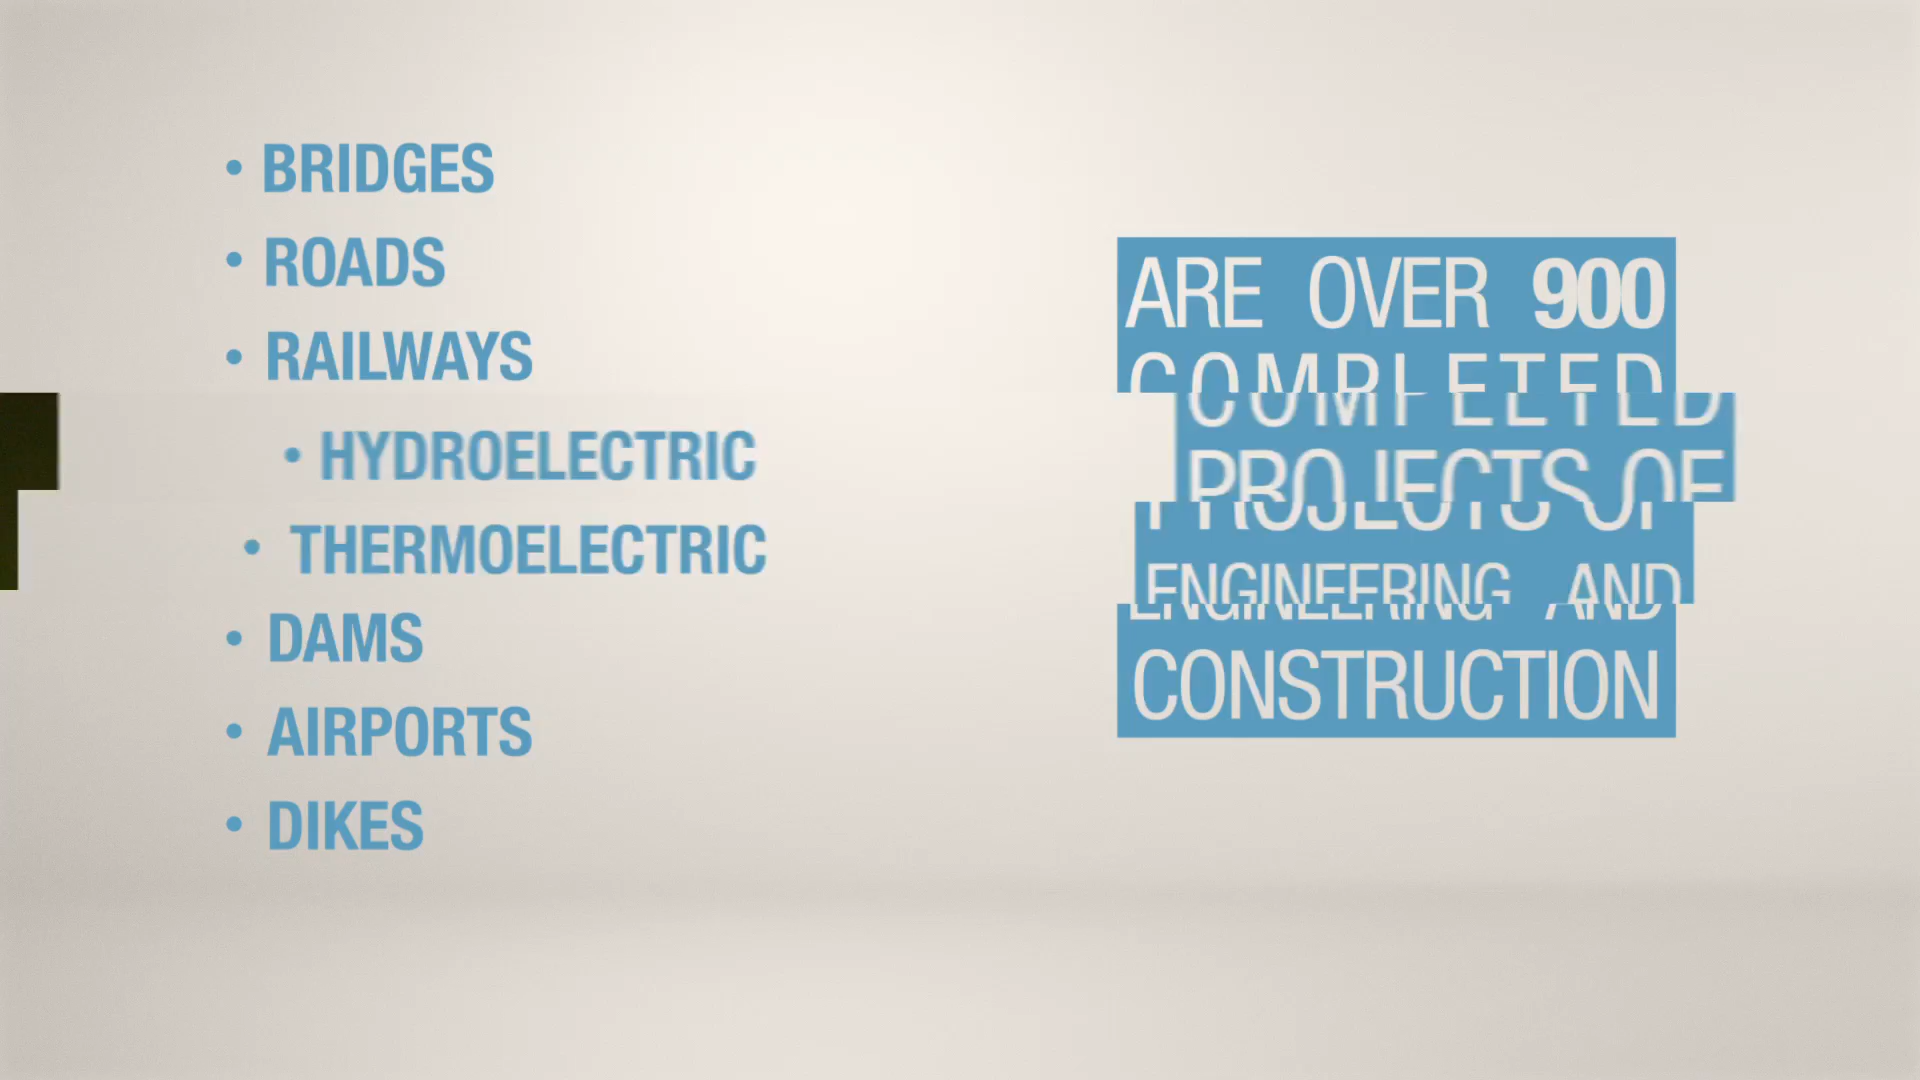 • BRIDGES
• ROADS
• RAILWAYS
• HYDROELECTRIC
• THERMOELECTRIC
• DAMS
• AIRPORTS
• DIKES
ARE OVER 900
COMPLETED
PROJECTS OF
ENGINEERING AND
CONSTRUCTION